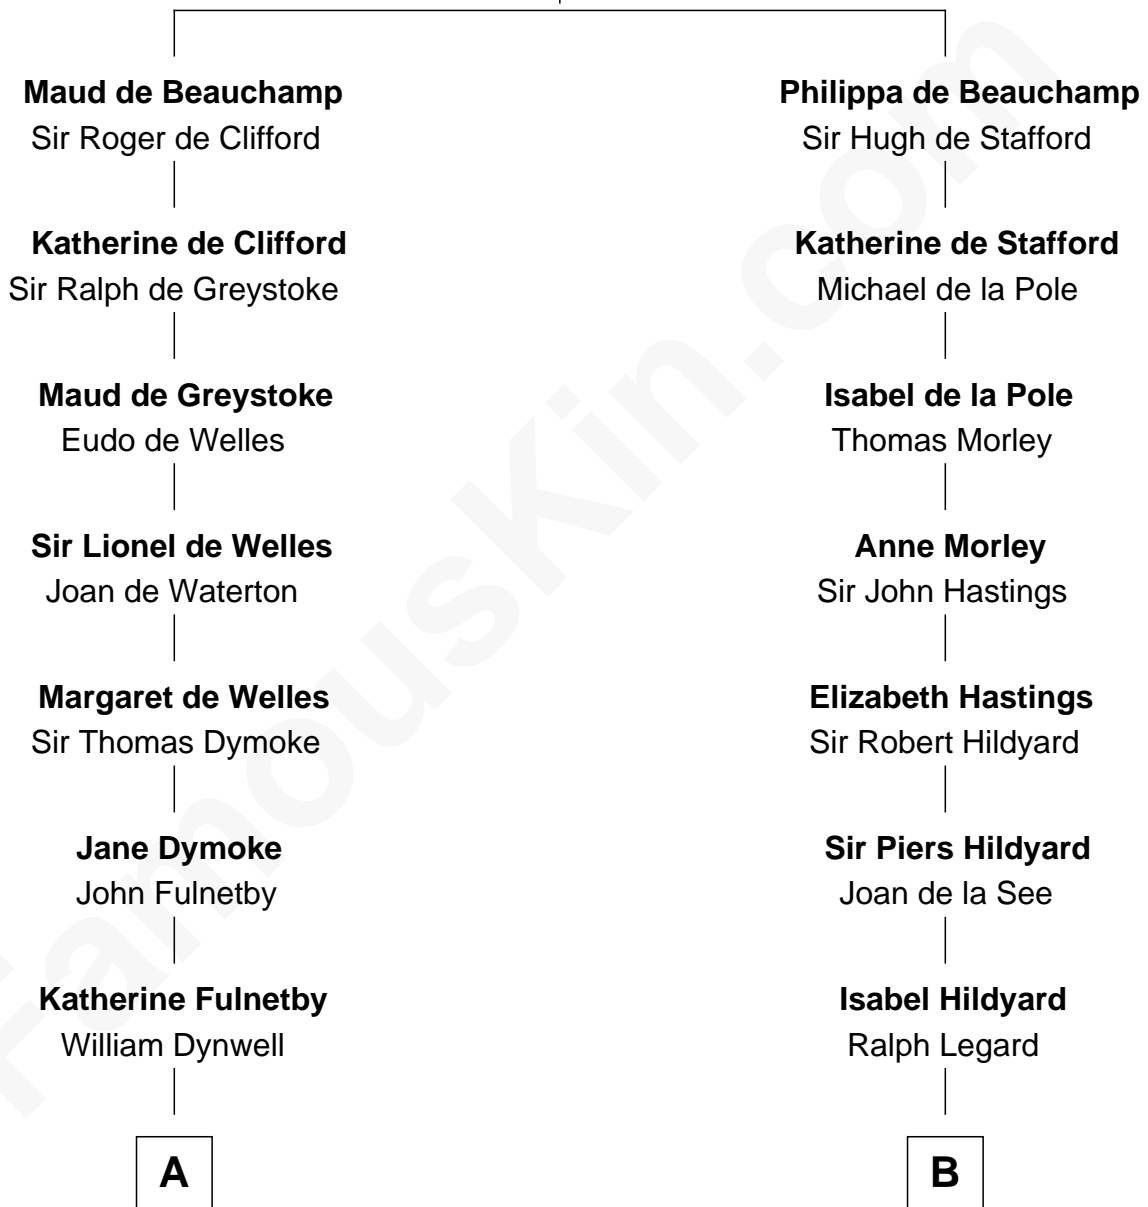 Maud de Beauchamp
Sir Roger de Clifford
Katherine de Clifford
Sir Ralph de Greystoke
Maud de Greystoke
Eudo de Welles
Sir Lionel de Welles
Joan de Waterton
Margaret de Welles
Sir Thomas Dymoke
Jane Dymoke
John Fulnetby
Katherine Fulnetby
William Dynwell
A
Philippa de Beauchamp
Sir Hugh de Stafford
Katherine de Stafford
Michael de la Pole
Isabel de la Pole
Thomas Morley
Anne Morley
Sir John Hastings
Elizabeth Hastings
Sir Robert Hildyard
Sir Piers Hildyard
Joan de la See
Isabel Hildyard
Ralph Legard
B
FamousKin.com